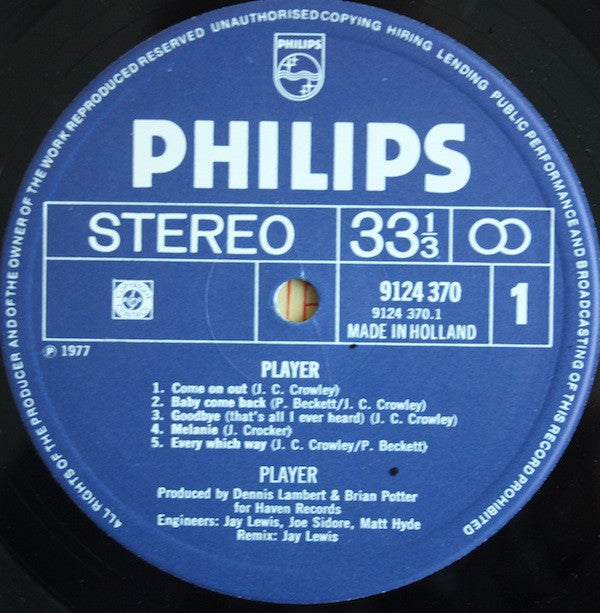 ALL RIGHTS OF THE PRODUCER AND OF THE OWNER OF THE WORK REPRODUCED RESERVED UNAUTHORISED COPYING HIRING LENDING PUBLIC PERFORMANCE AND BROADCASTING OF THIS RECORD PROHIBITED
PHILIPS
PHILIPS
STEREO 33 1/3
9124 370 1
9124 370.1
MADE IN HOLLAND
℗ 1977
PLAYER
1. Come on out (J. C. Crowley)
2. Baby come back (P. Beckett/J. C. Crowley)
3. Goodbye (that's all I ever heard) (J. C. Crowley)
4. Melanie (J. Crocker)
5. Every which way (J. C. Crowley/P. Beckett)
PLAYER
Produced by Dennis Lambert & Brian Potter
for Haven Records
Engineers: Jay Lewis, Joe Sidore, Matt Hyde
Remix: Jay Lewis